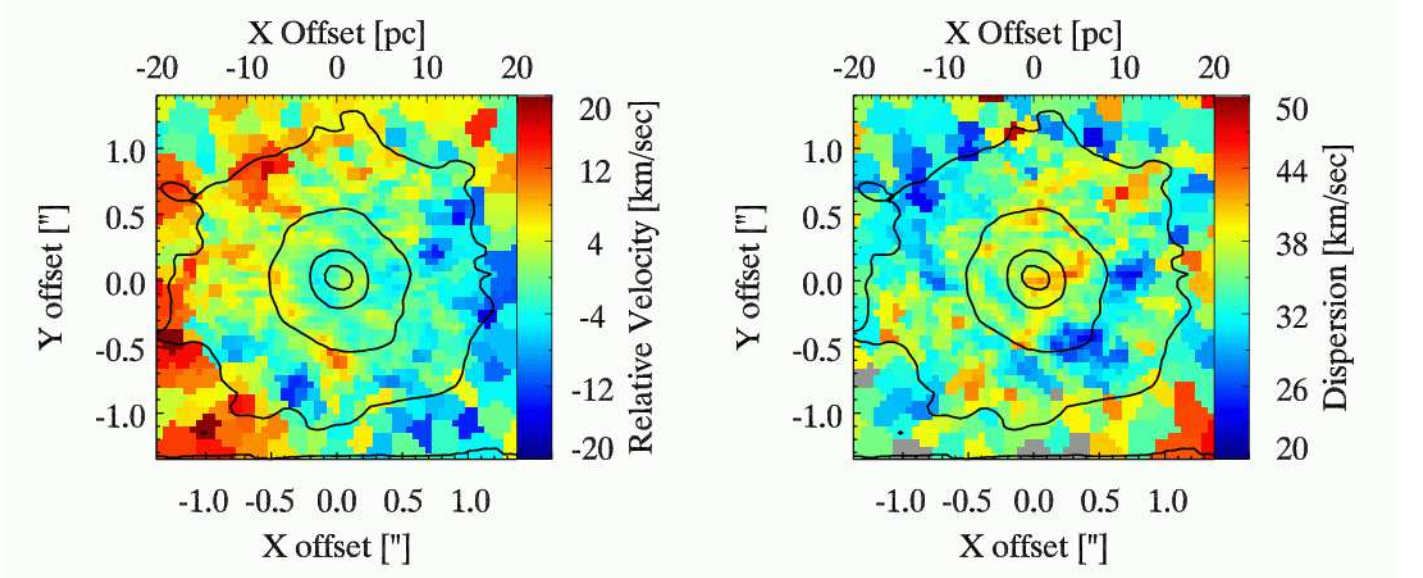 X Offset [pc]
-20 -10 0 10 20
1.0
0.5
0.0
-0.5
-1.0
Y offset ["]
-1.0 -0.5 0.0 0.5 1.0
X offset ["]
20
12
4
-4
-12
-20
Relative Velocity [km/sec]
X Offset [pc]
-20 -10 0 10 20
1.0
0.5
0.0
-0.5
-1.0
Y offset ["]
-1.0 -0.5 0.0 0.5 1.0
X offset ["]
50
44
38
32
26
20
Dispersion [km/sec]